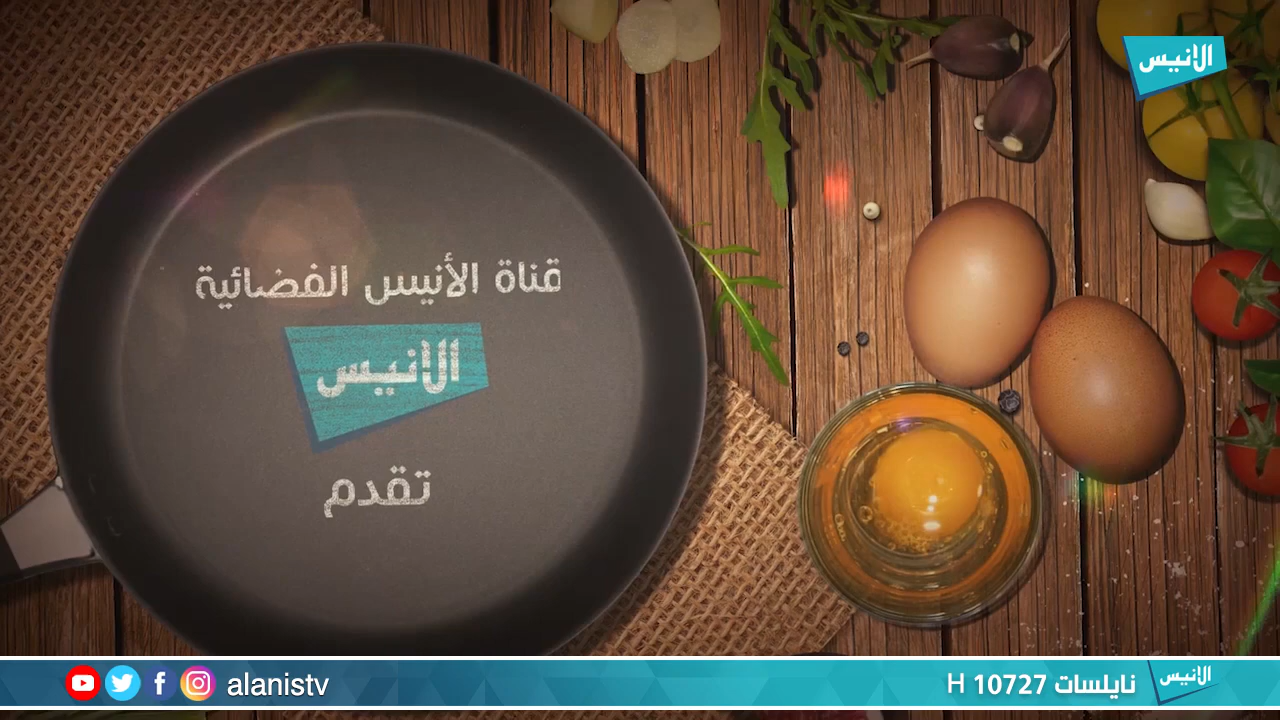 الانيس
قناة الأنيس الفضائية
الانيس
تقدم
alanistv
نايلسات 10727 H
الانيس